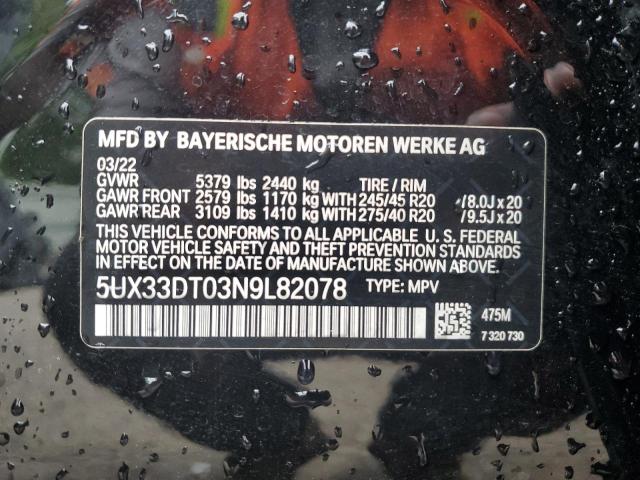 MFD BY BAYERISCHE MOTOREN WERKE AG
03/22
GVWR 5379 lbs 2440 kg TIRE / RIM
GAWR FRONT 2579 lbs 1170 kg WITH 245/45 R20 /8.0J x 20
GAWR REAR 3109 lbs 1410 kg WITH 275/40 R20 /9.5J x 20
THIS VEHICLE CONFORMS TO ALL APPLICABLE U. S. FEDERAL
MOTOR VEHICLE SAFETY AND THEFT PREVENTION STANDARDS
IN EFFECT ON THE DATE OF MANUFACTURE SHOWN ABOVE.
5UX33DT03N9L82078 TYPE: MPV
475M
7 320 730